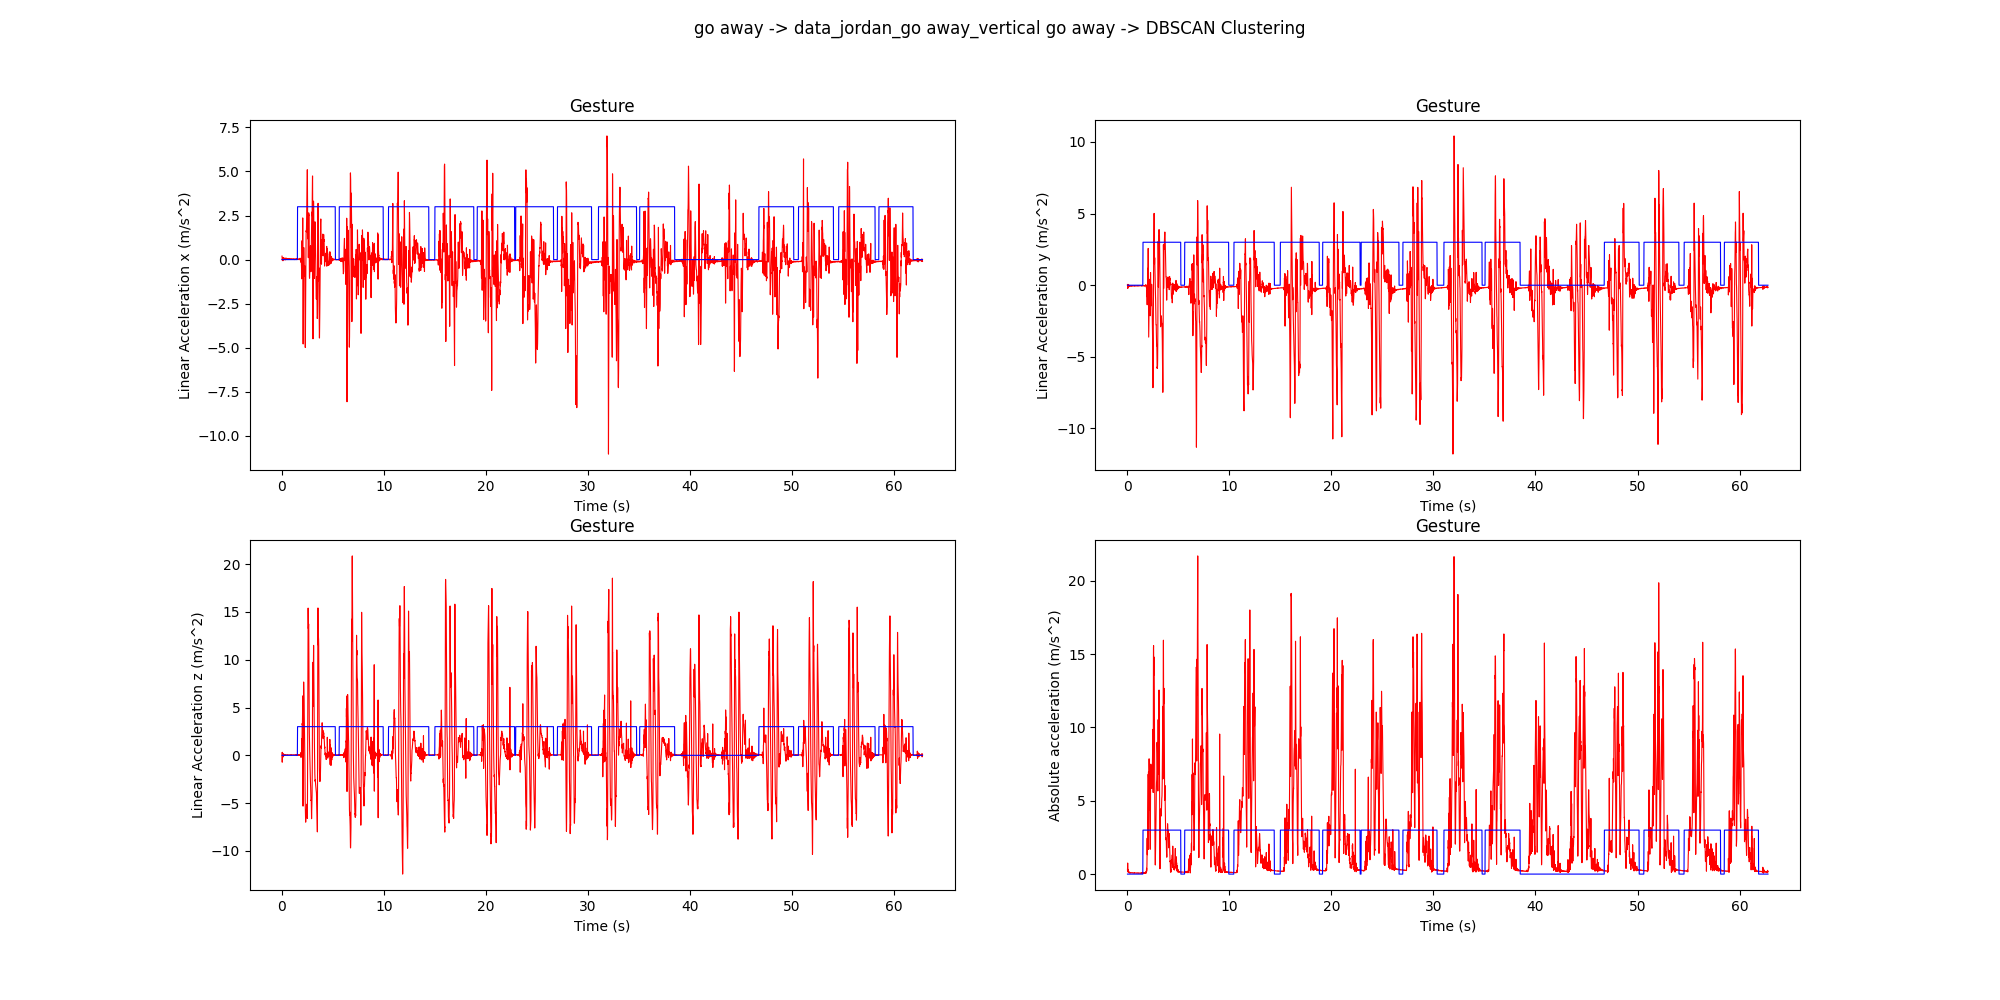 go away -> data_jordan_go away_vertical go away -> DBSCAN Clustering
Gesture
Linear Acceleration x (m/s^2)
7.5
5.0
2.5
0.0
−2.5
−5.0
−7.5
−10.0
0 10 20 30 40 50 60
Time (s)
Gesture
Linear Acceleration y (m/s^2)
10
5
0
−5
−10
0 10 20 30 40 50 60
Time (s)
Gesture
Linear Acceleration z (m/s^2)
20
15
10
5
0
−5
−10
0 10 20 30 40 50 60
Time (s)
Gesture
Absolute acceleration (m/s^2)
20
15
10
5
0
0 10 20 30 40 50 60
Time (s)